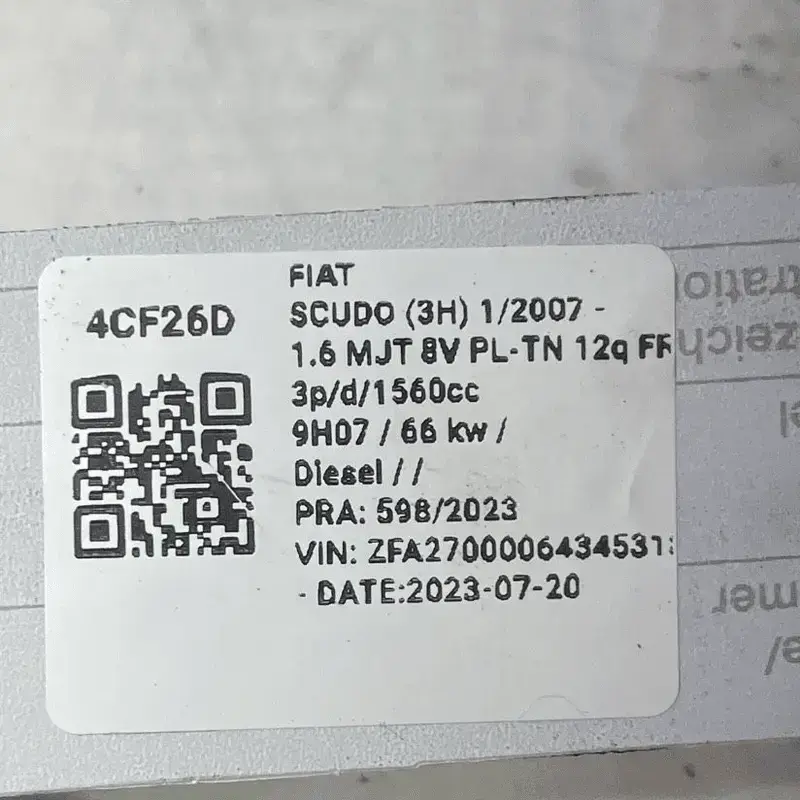 4CF26D
FIAT
SCUDO (3H) 1/2007 -
1.6 MJT 8V PL-TN 12q FR
3p/d/1560cc
9H07 / 66 kw /
Diesel / /
PRA: 598/2023
VIN: ZFA2700006434531
- DATE:2023-07-20